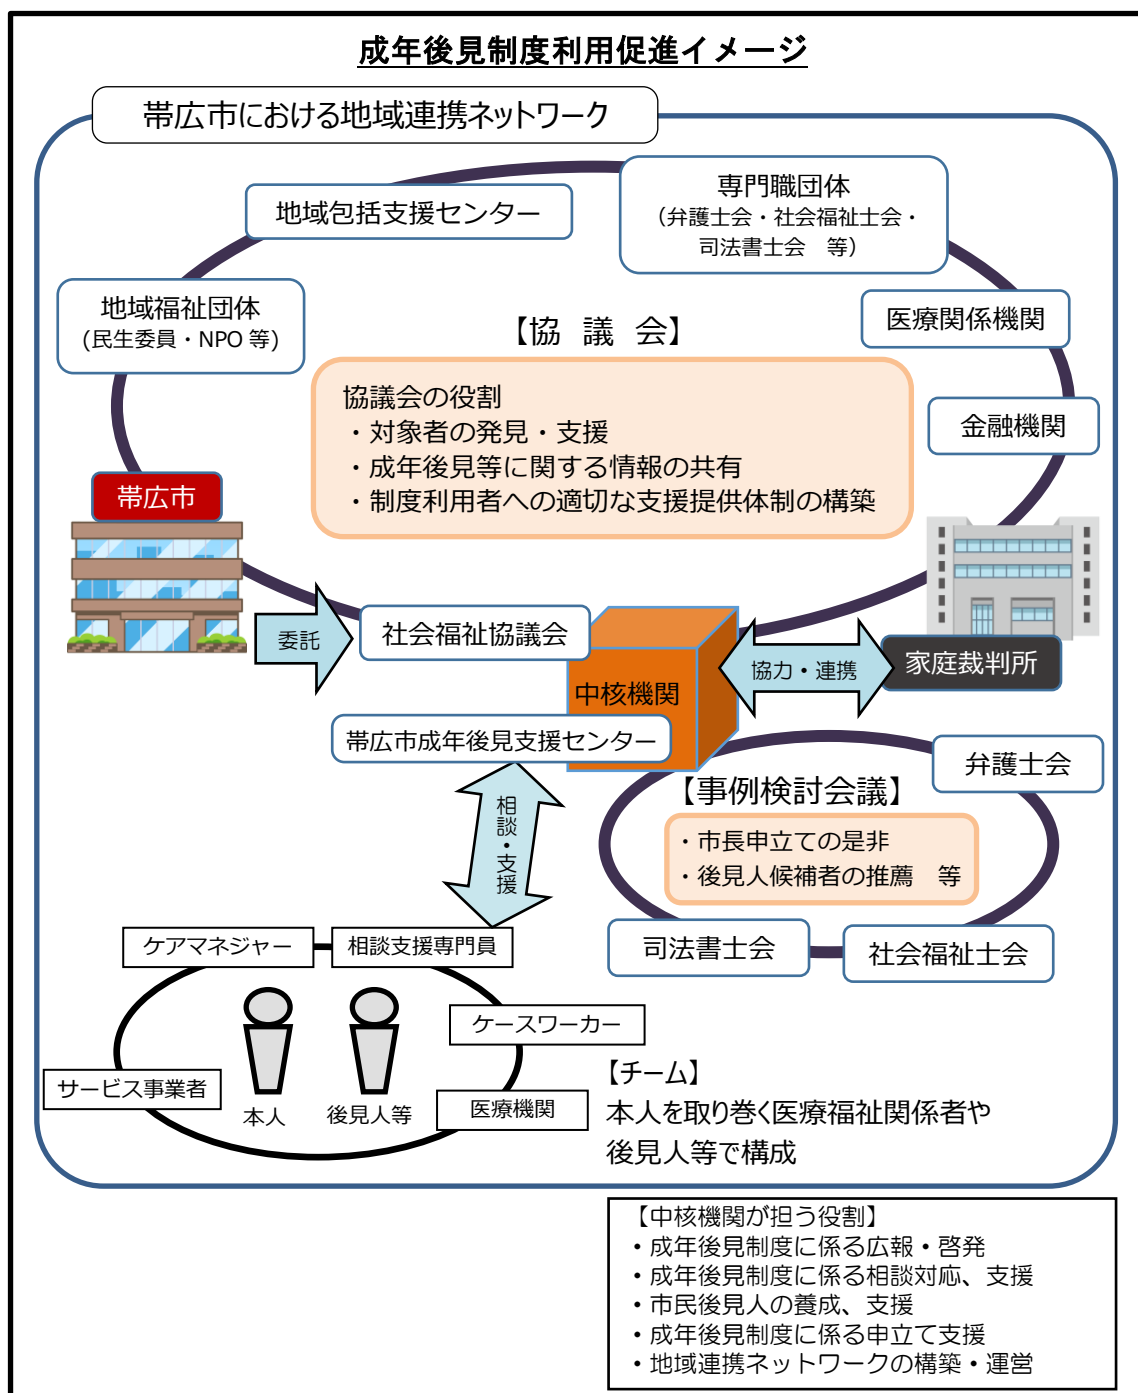 成年後見制度利用促進イメージ
帯広市における地域連携ネットワーク
専門職団体
（弁護士会・社会福祉士会・
司法書士会　等）
地域包括支援センター
地域福祉団体
(民生委員・NPO 等)
医療関係機関
【協　議　会】
協議会の役割
・対象者の発見・支援
・成年後見等に関する情報の共有
・制度利用者への適切な支援提供体制の構築
金融機関
帯広市
委託
社会福祉協議会
中核機関
協力・連携
家庭裁判所
帯広市成年後見支援センター
弁護士会
【事例検討会議】
・市長申立ての是非
・後見人候補者の推薦　等
司法書士会
社会福祉士会
相談・支援
ケアマネジャー
相談支援専門員
ケースワーカー
サービス事業者
医療機関
本人
後見人等
【チーム】
本人を取り巻く医療福祉関係者や
後見人等で構成
【中核機関が担う役割】
・成年後見制度に係る広報・啓発
・成年後見制度に係る相談対応、支援
・市民後見人の養成、支援
・成年後見制度に係る申立て支援
・地域連携ネットワークの構築・運営